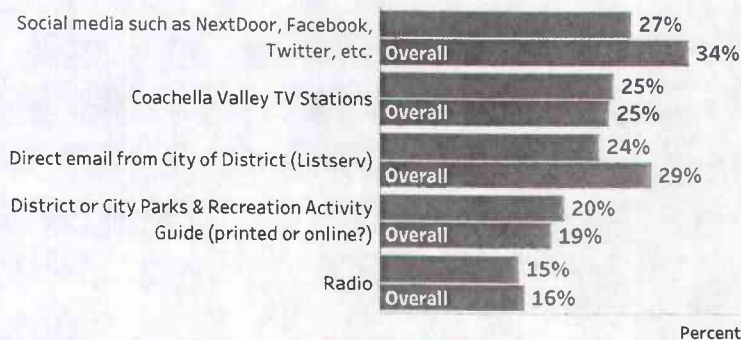 Social media such as NextDoor, Facebook,
Twitter, etc.
27%
Overall
34%
Coachella Valley TV Stations
25%
Overall
25%
Direct email from City of District (Listserv)
24%
Overall
29%
District or City Parks & Recreation Activity
Guide (printed or online?)
20%
Overall
19%
Radio
15%
Overall
16%
Percent